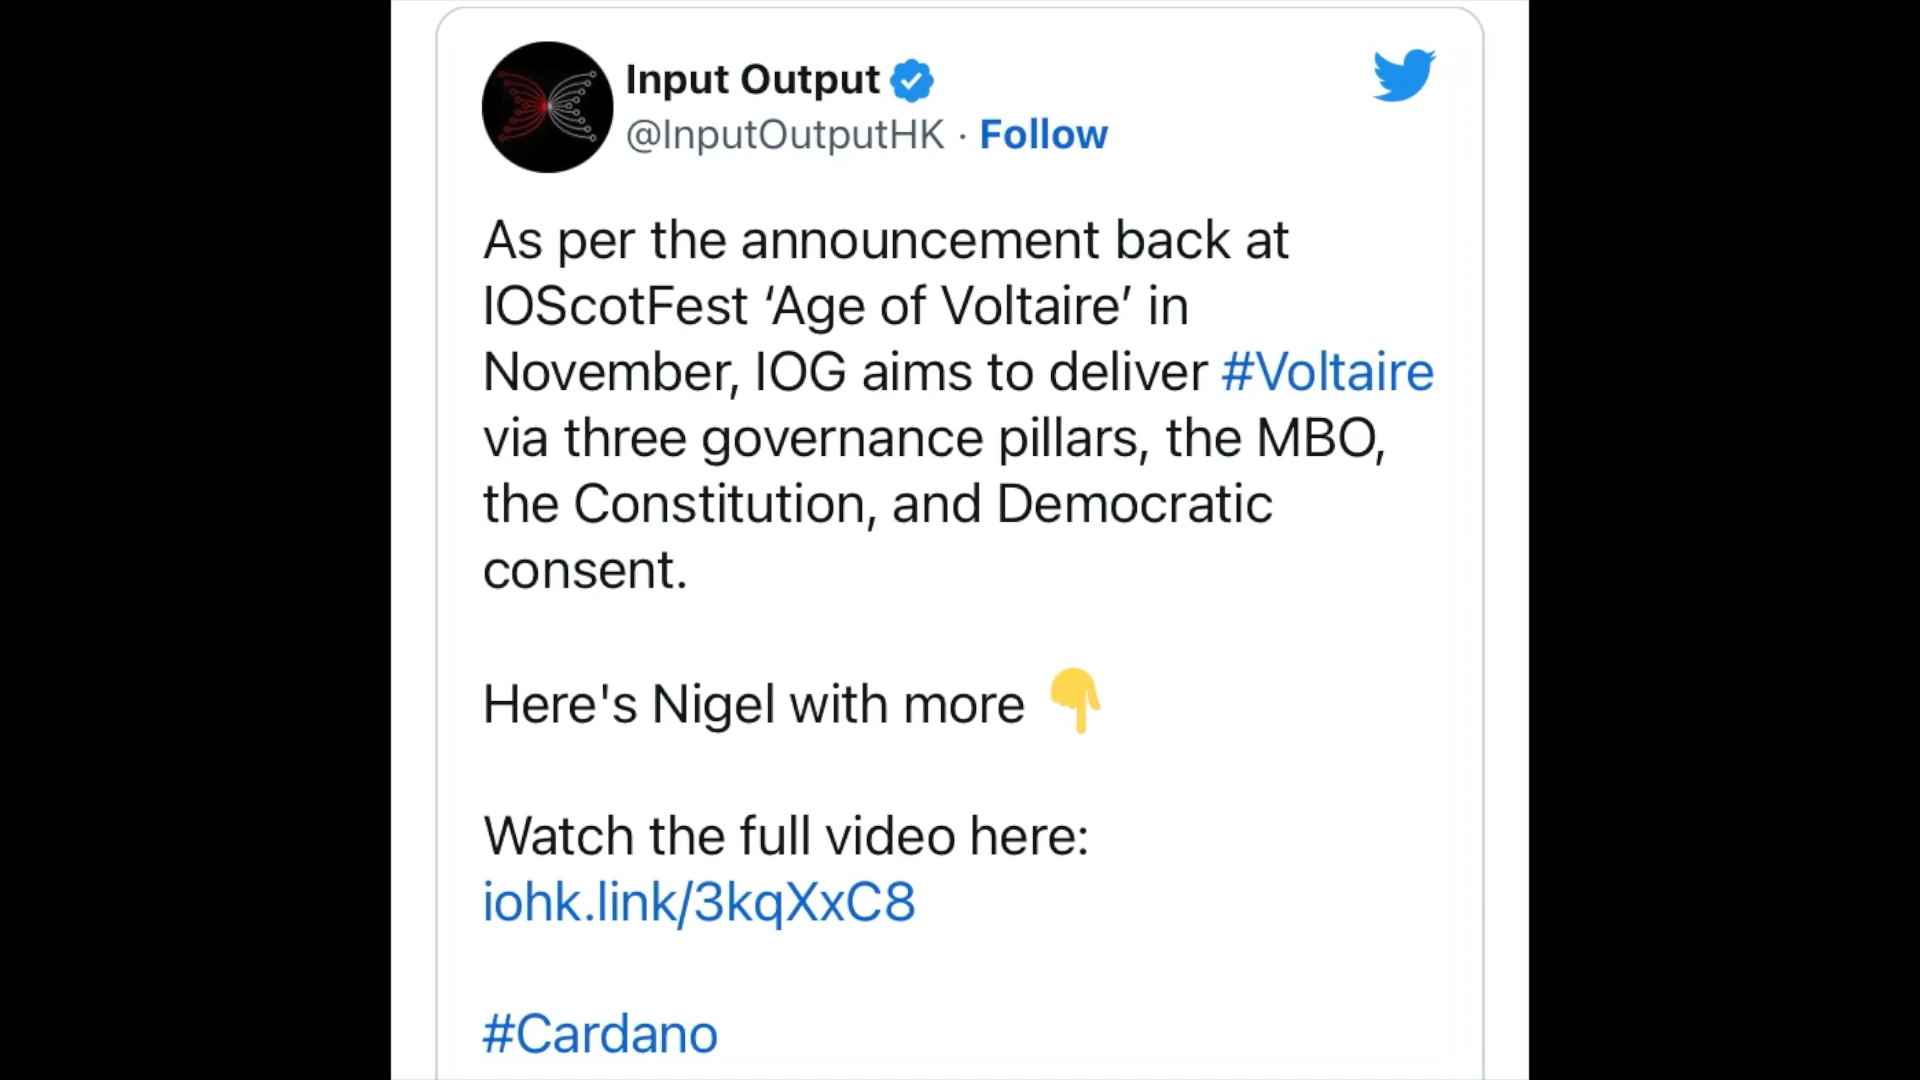 Input Output
@InputOutputHK · Follow
As per the announcement back at
IOScotFest ‘Age of Voltaire’ in
November, IOG aims to deliver #Voltaire
via three governance pillars, the MBO,
the Constitution, and Democratic
consent.
Here's Nigel with more 👇
Watch the full video here:
iohk.link/3kqXxC8
#Cardano